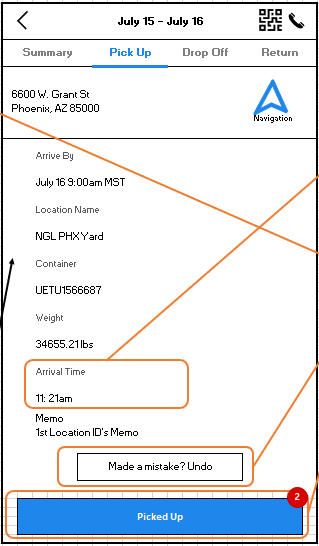 July 15 - July 16
Summary
Pick Up
Drop Off
Return
6600 W. Grant St
Phoenix, AZ 85000
Navigation
Arrive By
July 16 9:00am MST
Location Name
NGL PHX Yard
Container
UETU1566687
Weight
34655.21 lbs
Arrival Time
11: 21am
Memo
1st Location ID's Memo
Made a mistake? Undo
2
Picked Up